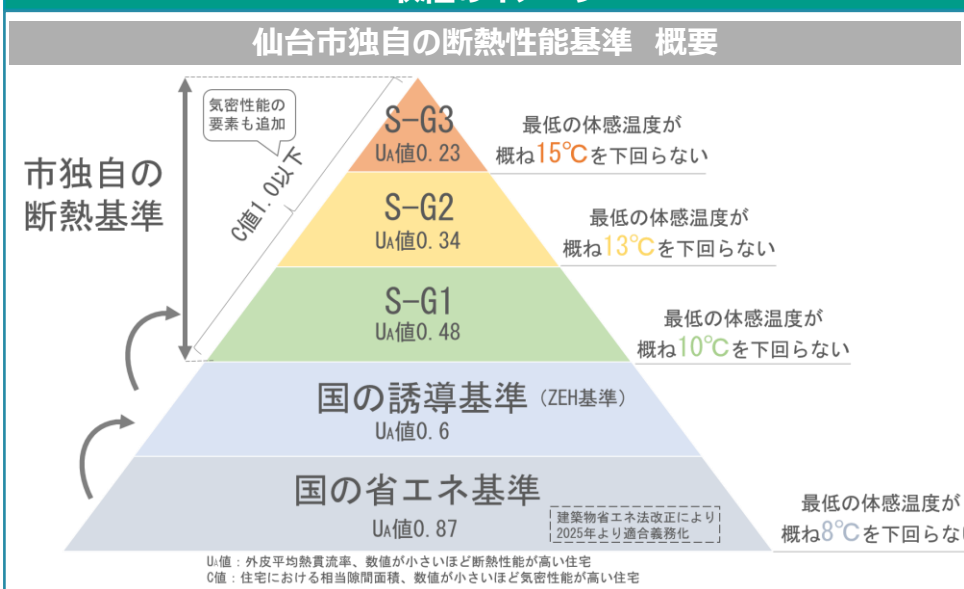 仙台市独自の断熱性能基準 概要
気密性能の
要素も追加
市独自の
断熱基準
C値1.0以下
S-G3
UA値0.23
最低の体感温度が
概ね15℃を下回らない
S-G2
UA値0.34
最低の体感温度が
概ね13℃を下回らない
S-G1
UA値0.48
最低の体感温度が
概ね10℃を下回らない
国の誘導基準（ZEH基準）
UA値0.6
国の省エネ基準
UA値0.87
建築物省エネ法改正により
2025年より適合義務化
最低の体感温度が
概ね8℃を下回らない
UA値：外皮平均熱貫流率、数値が小さいほど断熱性能が高い住宅
C値：住宅における相当隙間面積、数値が小さいほど気密性能が高い住宅